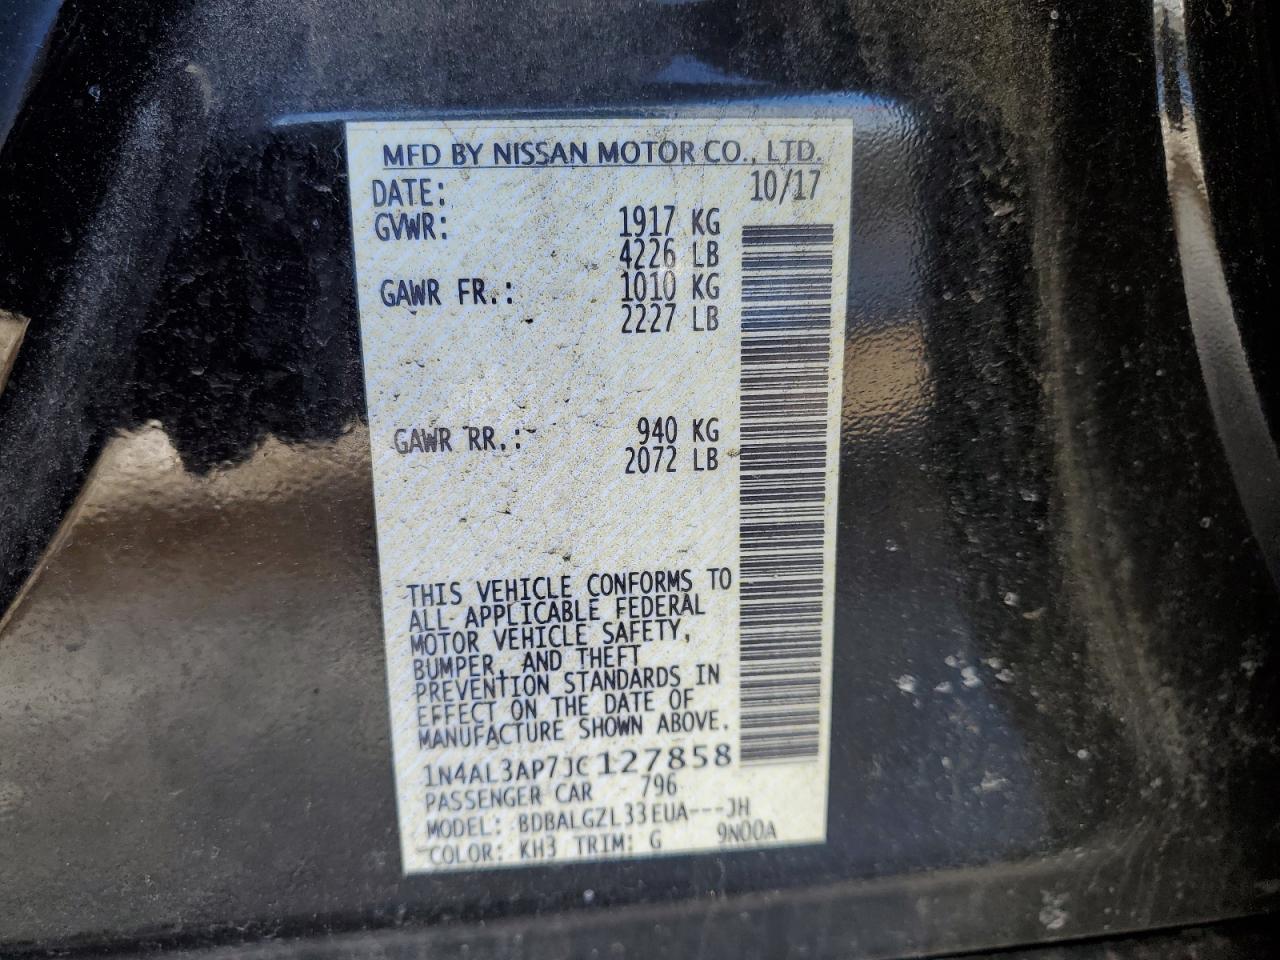 MFD BY NISSAN MOTOR CO., LTD.
DATE: 10/17
GVWR: 1917 KG
4226 LB
GAWR FR.: 1010 KG
2227 LB
GAWR RR.: 940 KG
2072 LB
THIS VEHICLE CONFORMS TO
ALL APPLICABLE FEDERAL
MOTOR VEHICLE SAFETY,
BUMPER, AND THEFT
PREVENTION STANDARDS IN
EFFECT ON THE DATE OF
MANUFACTURE SHOWN ABOVE.
1N4AL3AP7JC127858
PASSENGER CAR 796
MODEL: BDBALGZL33EUA---JH
COLOR: KH3 TRIM: G 9N00A